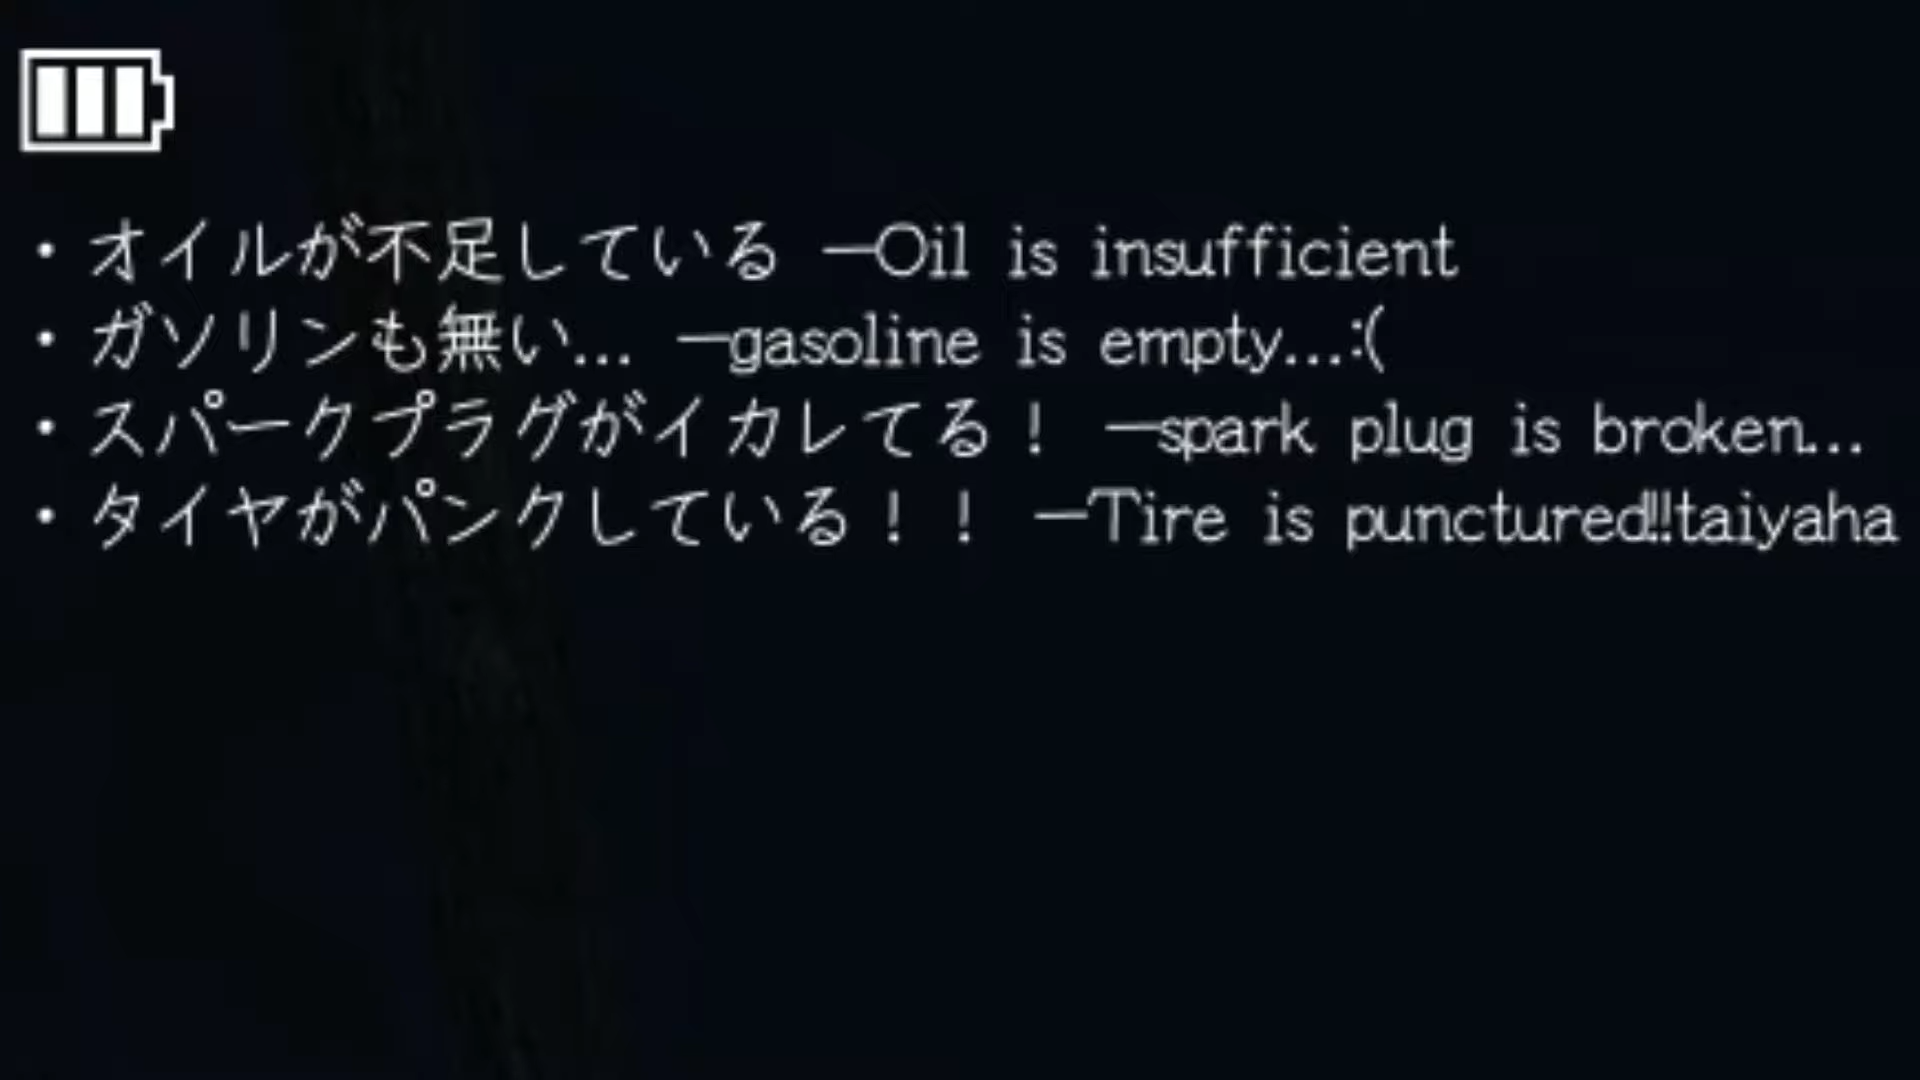 ・オイルが不足している ―Oil is insufficient
・ガソリンも無い... ―gasoline is empty...:(
・スパークプラグがイカレてる！ ―spark plug is broken...
・タイヤがパンクしている！！ ―Tire is punctured!!taiyaha